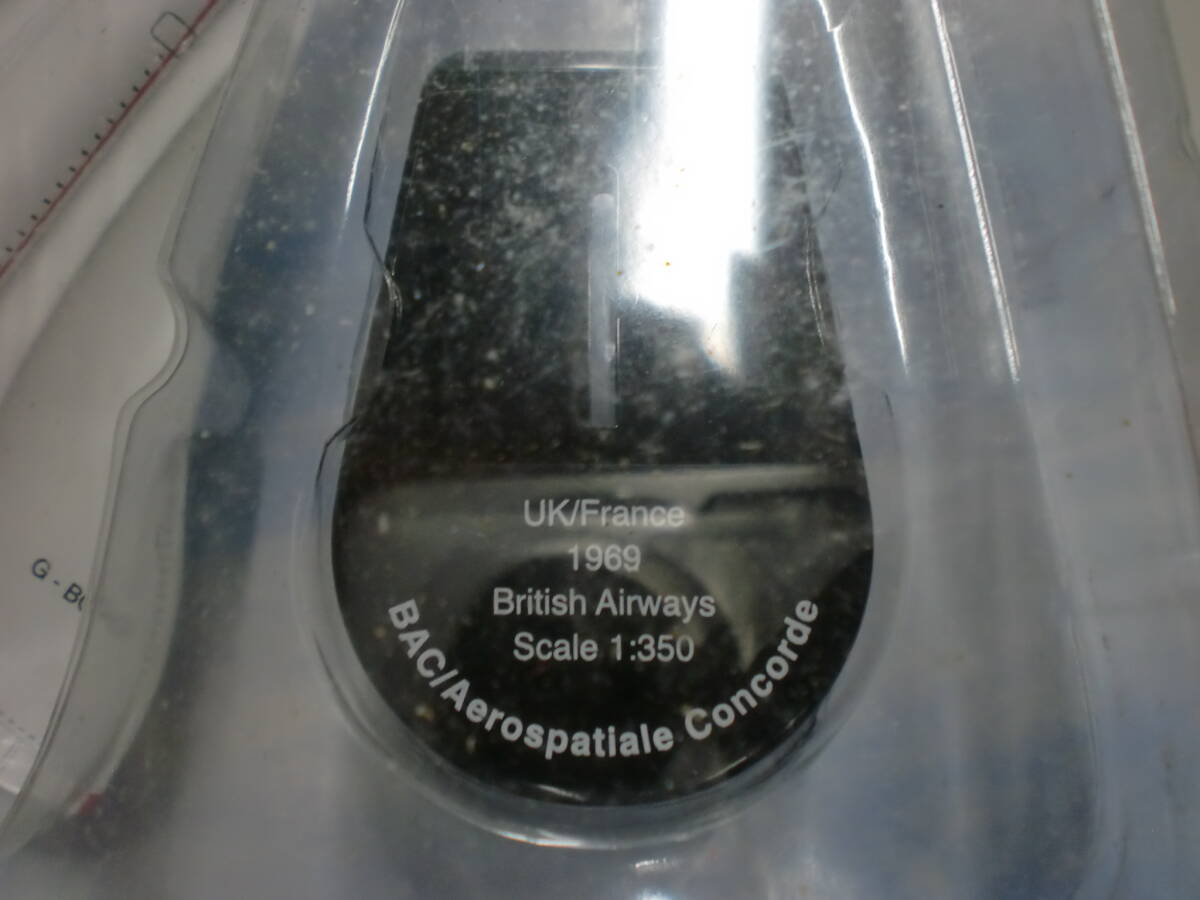 UK/France
1969
British Airways
Scale 1:350
BAC/Aerospatiale Concorde